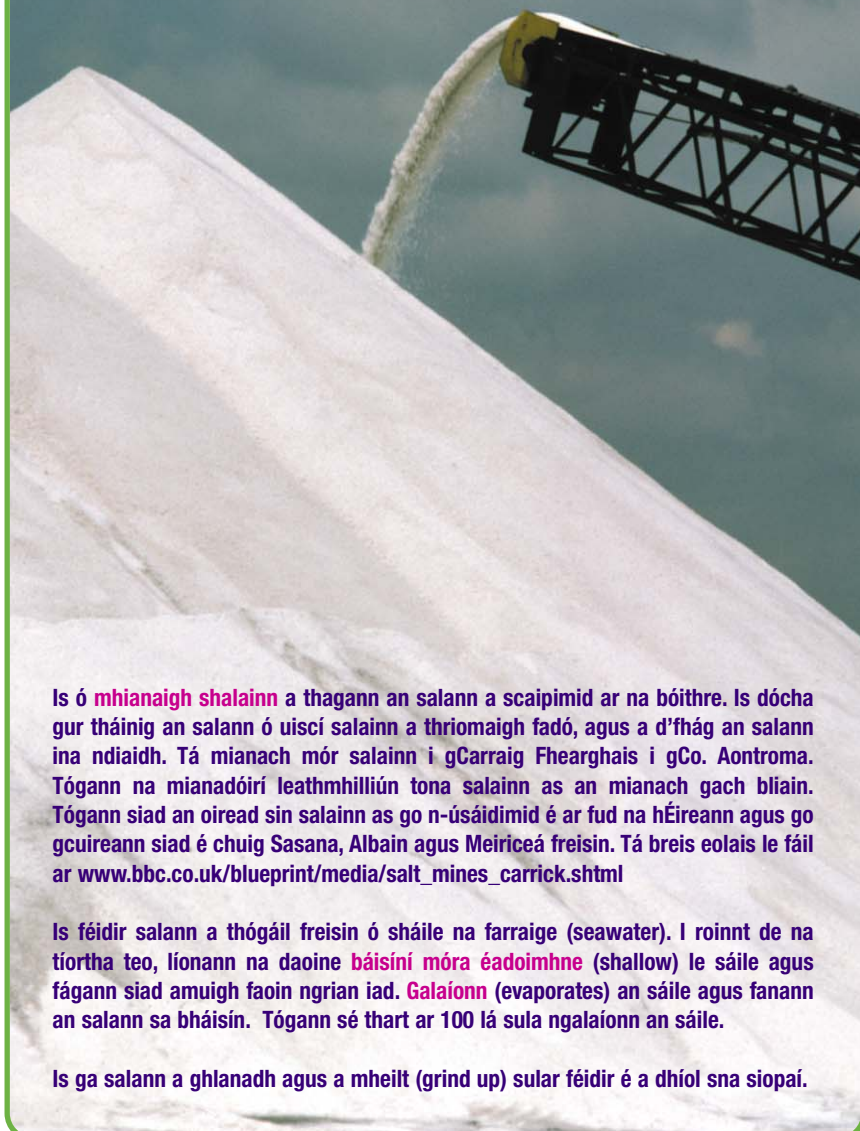 Is ó mhianaigh shalainn a thagann an salann a scaipimid ar na bóithre. Is dócha
gur tháinig an salann ó uiscí salainn a thriomaigh fadó, agus a d'fhág an salann
ina ndiaidh. Tá mianach mór salainn i gCarraig Fhearghais i gCo. Aontroma.
Tógann na mianadóirí leathmhilliún tona salainn as an mianach gach bliain.
Tógann siad an oiread sin salainn as go n-úsáidimid é ar fud na hÉireann agus go
gcuireann siad é chuig Sasana, Albain agus Meiriceá freisin. Tá breis eolais le fáil
ar www.bbc.co.uk/blueprint/media/salt_mines_carrick.shtml
Is féidir salann a thógáil freisin ó sháile na farraige (seawater). I roinnt de na
tíortha teo, líonann na daoine báisíní móra éadoimhne (shallow) le sáile agus
fágann siad amuigh faoin ngrian iad. Galaíonn (evaporates) an sáile agus fanann
an salann sa bháisín. Tógann sé thart ar 100 lá sula ngalaíonn an sáile.
Is ga salann a ghlanadh agus a mheilt (grind up) sular féidir é a dhíol sna siopaí.